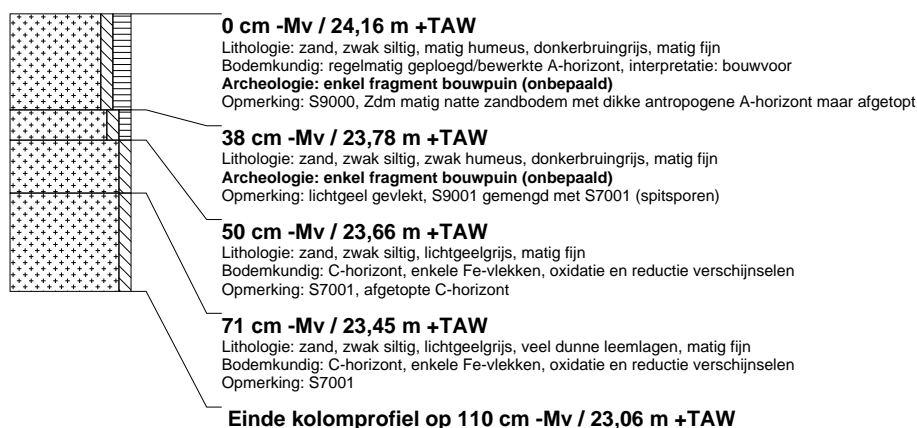 0 cm -Mv / 24,16 m +TAW
Lithologie: zand, zwak siltig, matig humeus, donkerbruingrijs, matig fijn
Bodemkundig: regelmatig geploegd/bewerkte A-horizont, interpretatie: bouwvoor
Archeologie: enkel fragment bouwpuin (onbepaald)
Opmerking: S9000, Zdm matig natte zandbodem met dikke antropogene A-horizont maar afgetopt
38 cm -Mv / 23,78 m +TAW
Lithologie: zand, zwak siltig, zwak humeus, donkerbruingrijs, matig fijn
Archeologie: enkel fragment bouwpuin (onbepaald)
Opmerking: lichtgeel gevlekt, S9001 gemengd met S7001 (spitsporen)
50 cm -Mv / 23,66 m +TAW
Lithologie: zand, zwak siltig, lichtgeelgrijs, matig fijn
Bodemkundig: C-horizont, enkele Fe-vlekken, oxidatie en reductie verschijnselen
Opmerking: S7001, afgetopte C-horizont
71 cm -Mv / 23,45 m +TAW
Lithologie: zand, zwak siltig, lichtgeelgrijs, veel dunne leemlagen, matig fijn
Bodemkundig: C-horizont, enkele Fe-vlekken, oxidatie en reductie verschijnselen
Opmerking: S7001
Einde kolomprofiel op 110 cm -Mv / 23,06 m +TAW